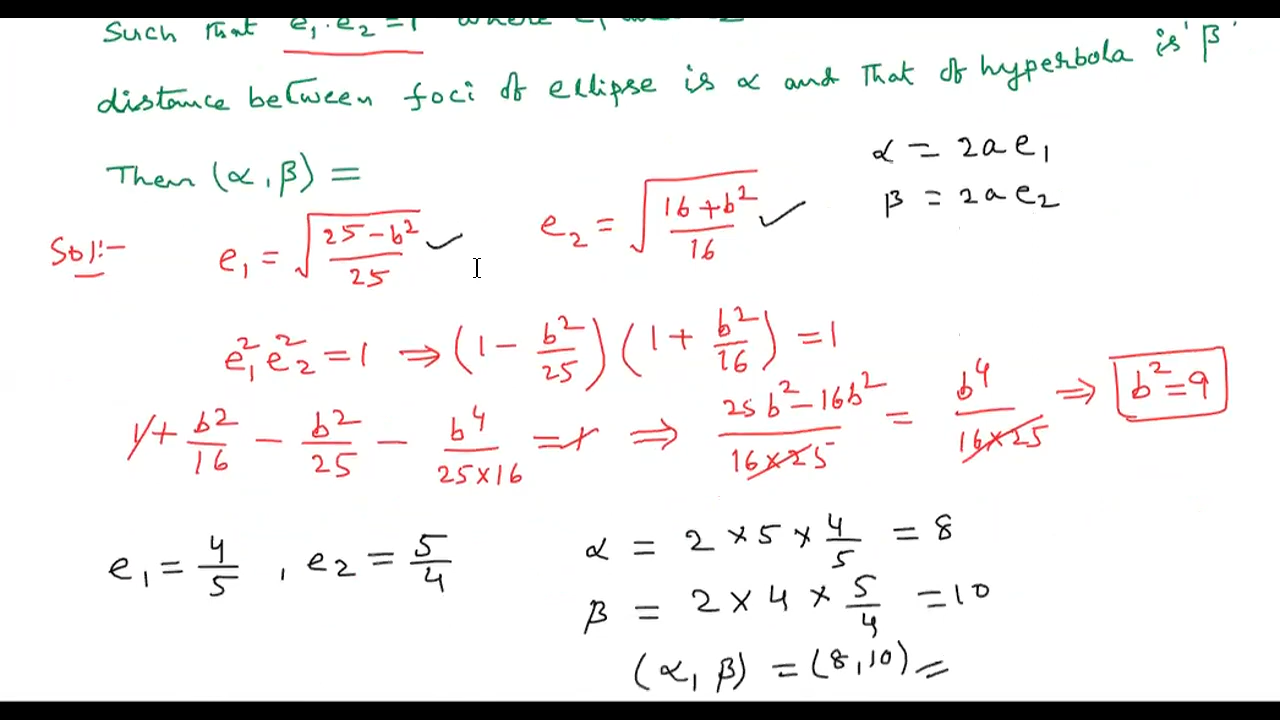 Such that e₁·e₂=1 where
distance between foci of ellipse is α and that of hyperbola is 'β'
Then (α,β) =
α = 2ae₁
β = 2ae₂
Sol:- e₁ = √((25-b²)/25) ✓ e₂ = √((16+b²)/16) ✓
e₁²e₂² = 1 ⇒ (1 - b²/25)(1 + b²/16) = 1
1 + b²/16 - b²/25 - b⁴/(25×16) = 1 ⇒ (25b²-16b²)/(16×25) = b⁴/(16×25) ⇒ b²=9
e₁ = 4/5 , e₂ = 5/4
α = 2×5×4/5 = 8
β = 2×4×5/4 = 10
(α, β) = (8,10) =